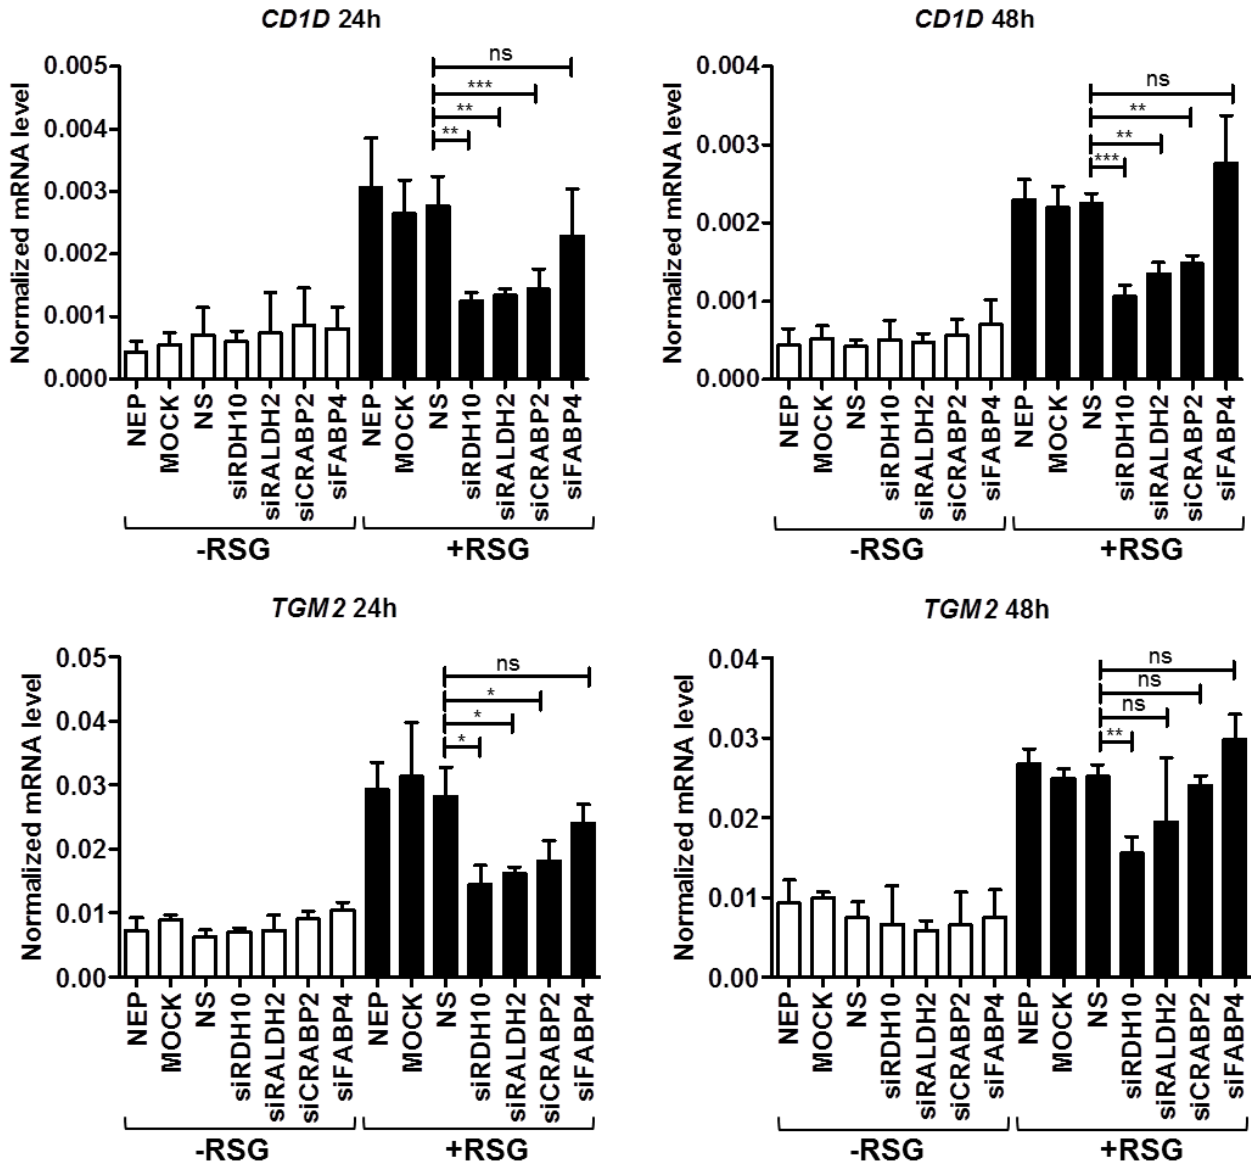 CD1D 24h
Normalized mRNA level
0.005
0.004
0.003
0.002
0.001
0.000
ns
***
**
**
NEP
MOCK
NS
siRDH10
siRALDH2
siCRABP2
siFABP4
NEP
MOCK
NS
siRDH10
siRALDH2
siCRABP2
siFABP4
-RSG
+RSG
CD1D 48h
Normalized mRNA level
0.004
0.003
0.002
0.001
0.000
ns
**
**
***
NEP
MOCK
NS
siRDH10
siRALDH2
siCRABP2
siFABP4
NEP
MOCK
NS
siRDH10
siRALDH2
siCRABP2
siFABP4
-RSG
+RSG
TGM2 24h
Normalized mRNA level
0.05
0.04
0.03
0.02
0.01
0.00
ns
*
*
*
NEP
MOCK
NS
siRDH10
siRALDH2
siCRABP2
siFABP4
NEP
MOCK
NS
siRDH10
siRALDH2
siCRABP2
siFABP4
-RSG
+RSG
TGM2 48h
Normalized mRNA level
0.04
0.03
0.02
0.01
0.00
ns
ns
ns
**
NEP
MOCK
NS
siRDH10
siRALDH2
siCRABP2
siFABP4
NEP
MOCK
NS
siRDH10
siRALDH2
siCRABP2
siFABP4
-RSG
+RSG